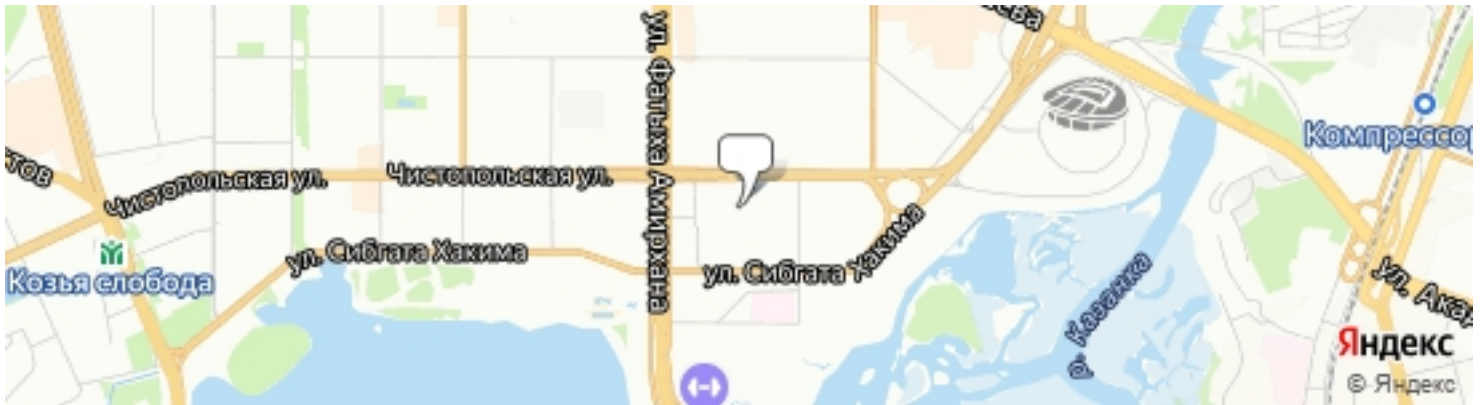 ул. Фатыха Амирхана
Компрессор
Чистопольская ул.
Чистопольская ул.
ул. Сибгата Хакима
ул. Сибгата Хакима
Козья слобода
р. Казанка
Яндекс
© Яндекс